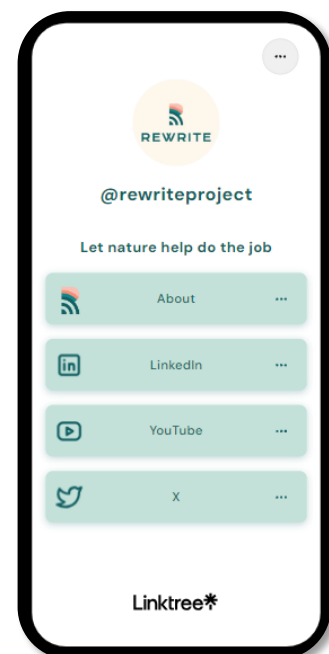 REWRITE
@rewriteproject
Let nature help do the job
About
LinkedIn
YouTube
X
Linktree*